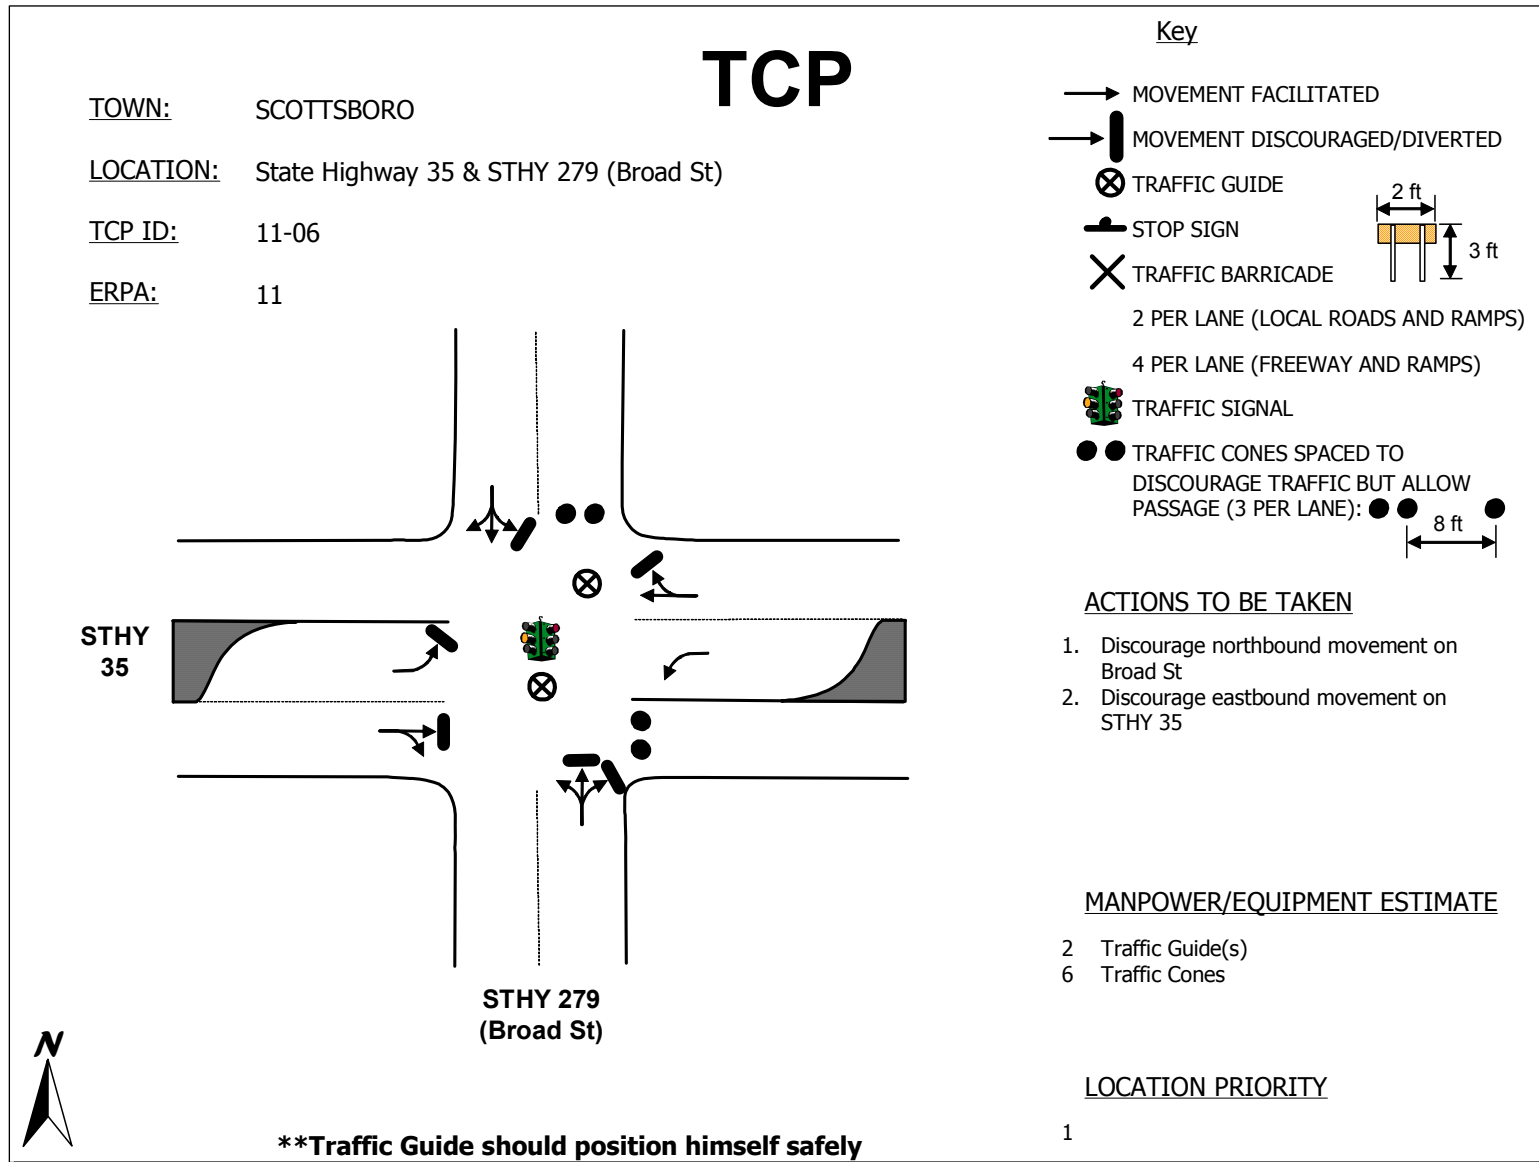 TCP
TOWN: SCOTTSBORO
LOCATION: State Highway 35 & STHY 279 (Broad St)
TCP ID: 11-06
ERPA: 11
Key
MOVEMENT FACILITATED
MOVEMENT DISCOURAGED/DIVERTED
TRAFFIC GUIDE
STOP SIGN
TRAFFIC BARRICADE
2 ft
3 ft
2 PER LANE (LOCAL ROADS AND RAMPS)
4 PER LANE (FREEWAY AND RAMPS)
TRAFFIC SIGNAL
TRAFFIC CONES SPACED TO
DISCOURAGE TRAFFIC BUT ALLOW
PASSAGE (3 PER LANE):
8 ft
STHY
35
STHY 279
(Broad St)
ACTIONS TO BE TAKEN
1. Discourage northbound movement on
Broad St
2. Discourage eastbound movement on
STHY 35
MANPOWER/EQUIPMENT ESTIMATE
2 Traffic Guide(s)
6 Traffic Cones
LOCATION PRIORITY
1
N
**Traffic Guide should position himself safely